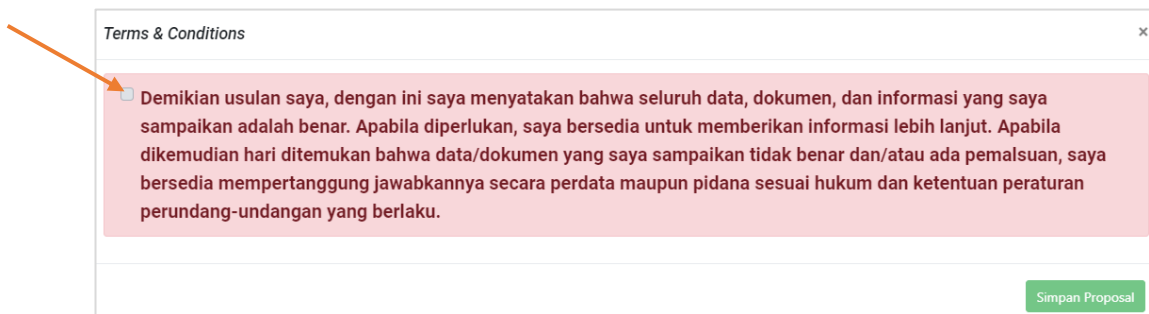 Terms & Conditions ×
Demikian usulan saya, dengan ini saya menyatakan bahwa seluruh data, dokumen, dan informasi yang saya
sampaikan adalah benar. Apabila diperlukan, saya bersedia untuk memberikan informasi lebih lanjut. Apabila
dikemudian hari ditemukan bahwa data/dokumen yang saya sampaikan tidak benar dan/atau ada pemalsuan, saya
bersedia mempertanggung jawabkannya secara perdata maupun pidana sesuai hukum dan ketentuan peraturan
perundang-undangan yang berlaku.
Simpan Proposal